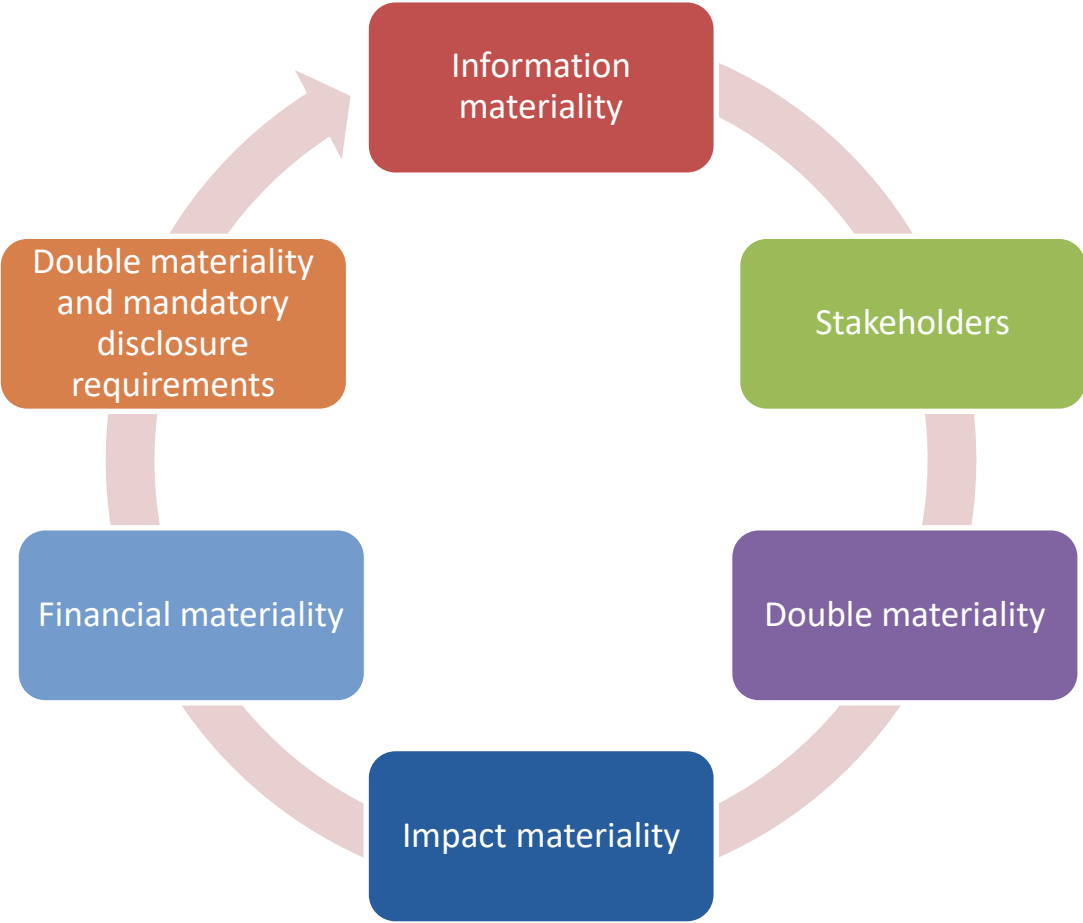 Information
materiality
Stakeholders
Double materiality
Impact materiality
Financial materiality
Double materiality
and mandatory
disclosure
requirements